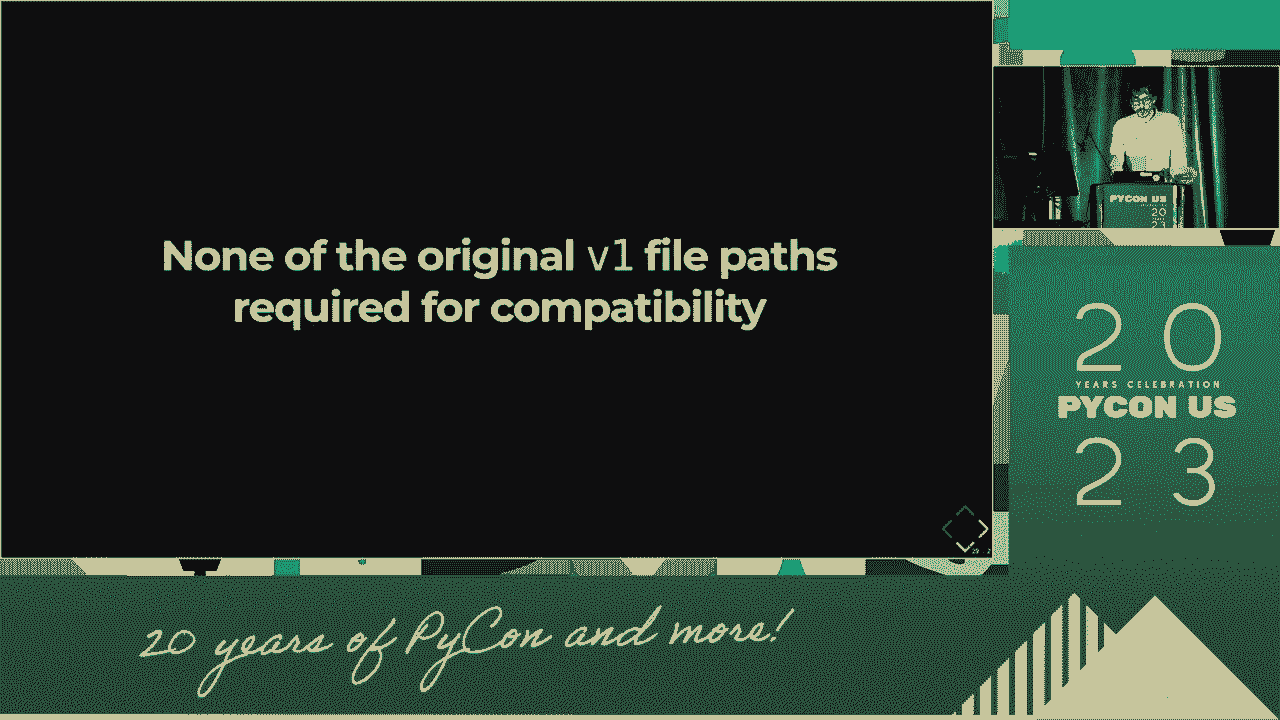 None of the original v1 file paths
required for compatibility
PYCON US
20
23
20
YEARS CELEBRATION
PYCON US
23
20 years of PyCon and more!